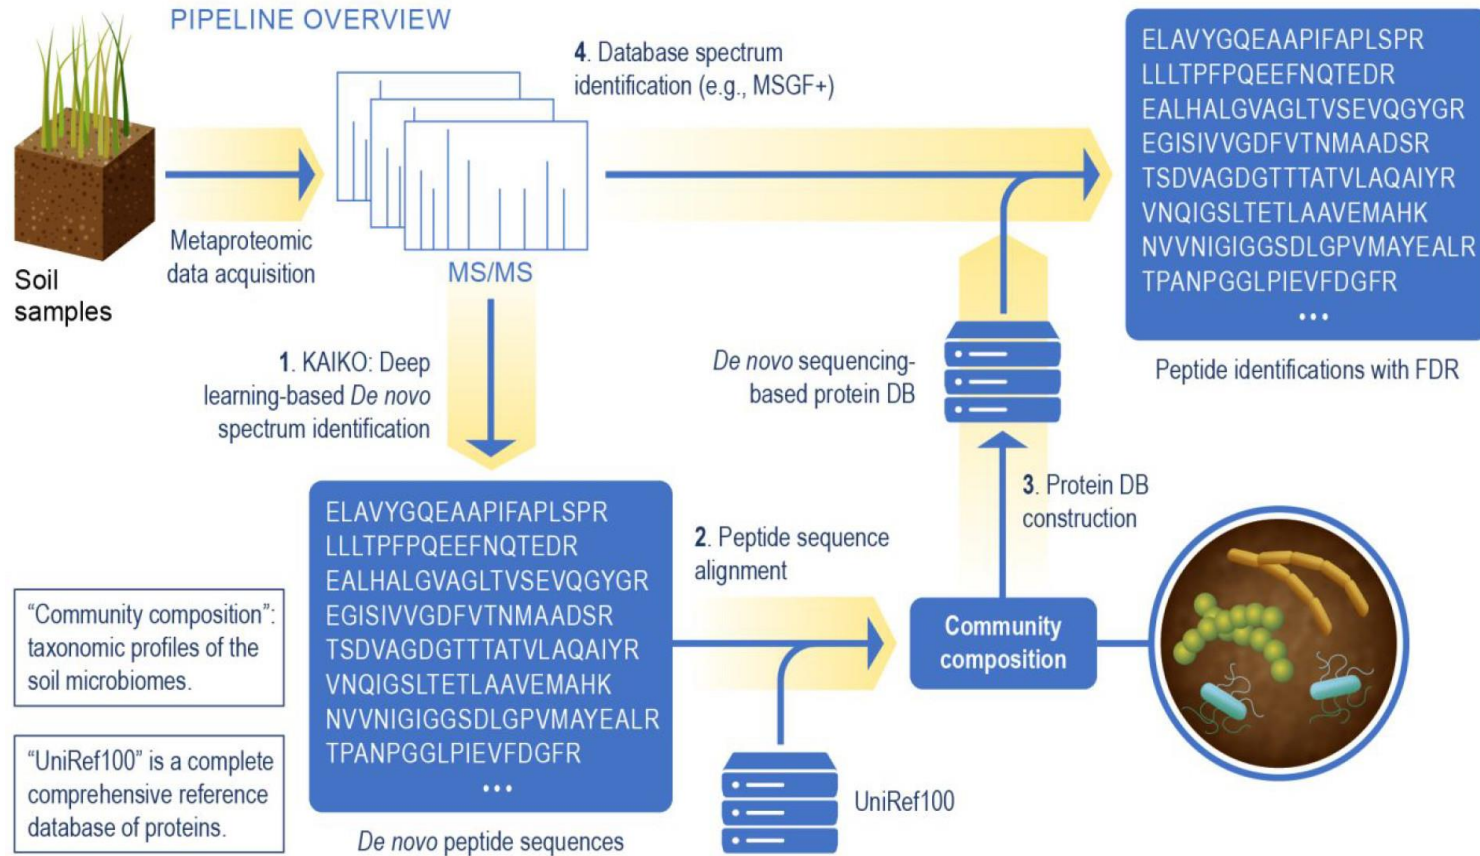 PIPELINE OVERVIEW
Soil
samples
Metaproteomic
data acquisition
MS/MS
4. Database spectrum
identification (e.g., MSGF+)
ELAVYGQEAAPIFAPLSPR
LLLTPFPQEEFNQTEDR
EALHALGVAGLTVSEVQGYGR
EGISIVVGDFVTNMAADSR
TSDVAGDGTTTATVLAQAIYR
VNQIGSLTETLAAVEMAHK
NVVNIGIGGSDLGPVMAYEALR
TPANPGGLPIEVFDGFR
...
Peptide identifications with FDR
1. KAIKO: Deep
learning-based De novo
spectrum identification
De novo sequencing-
based protein DB
ELAVYGQEAAPIFAPLSPR
LLLTPFPQEEFNQTEDR
EALHALGVAGLTVSEVQGYGR
EGISIVVGDFVTNMAADSR
TSDVAGDGTTTATVLAQAIYR
VNQIGSLTETLAAVEMAHK
NVVNIGIGGSDLGPVMAYEALR
TPANPGGLPIEVFDGFR
...
De novo peptide sequences
2. Peptide sequence
alignment
UniRef100
3. Protein DB
construction
Community
composition
“Community composition”:
taxonomic profiles of the
soil microbiomes.
“UniRef100” is a complete
comprehensive reference
database of proteins.